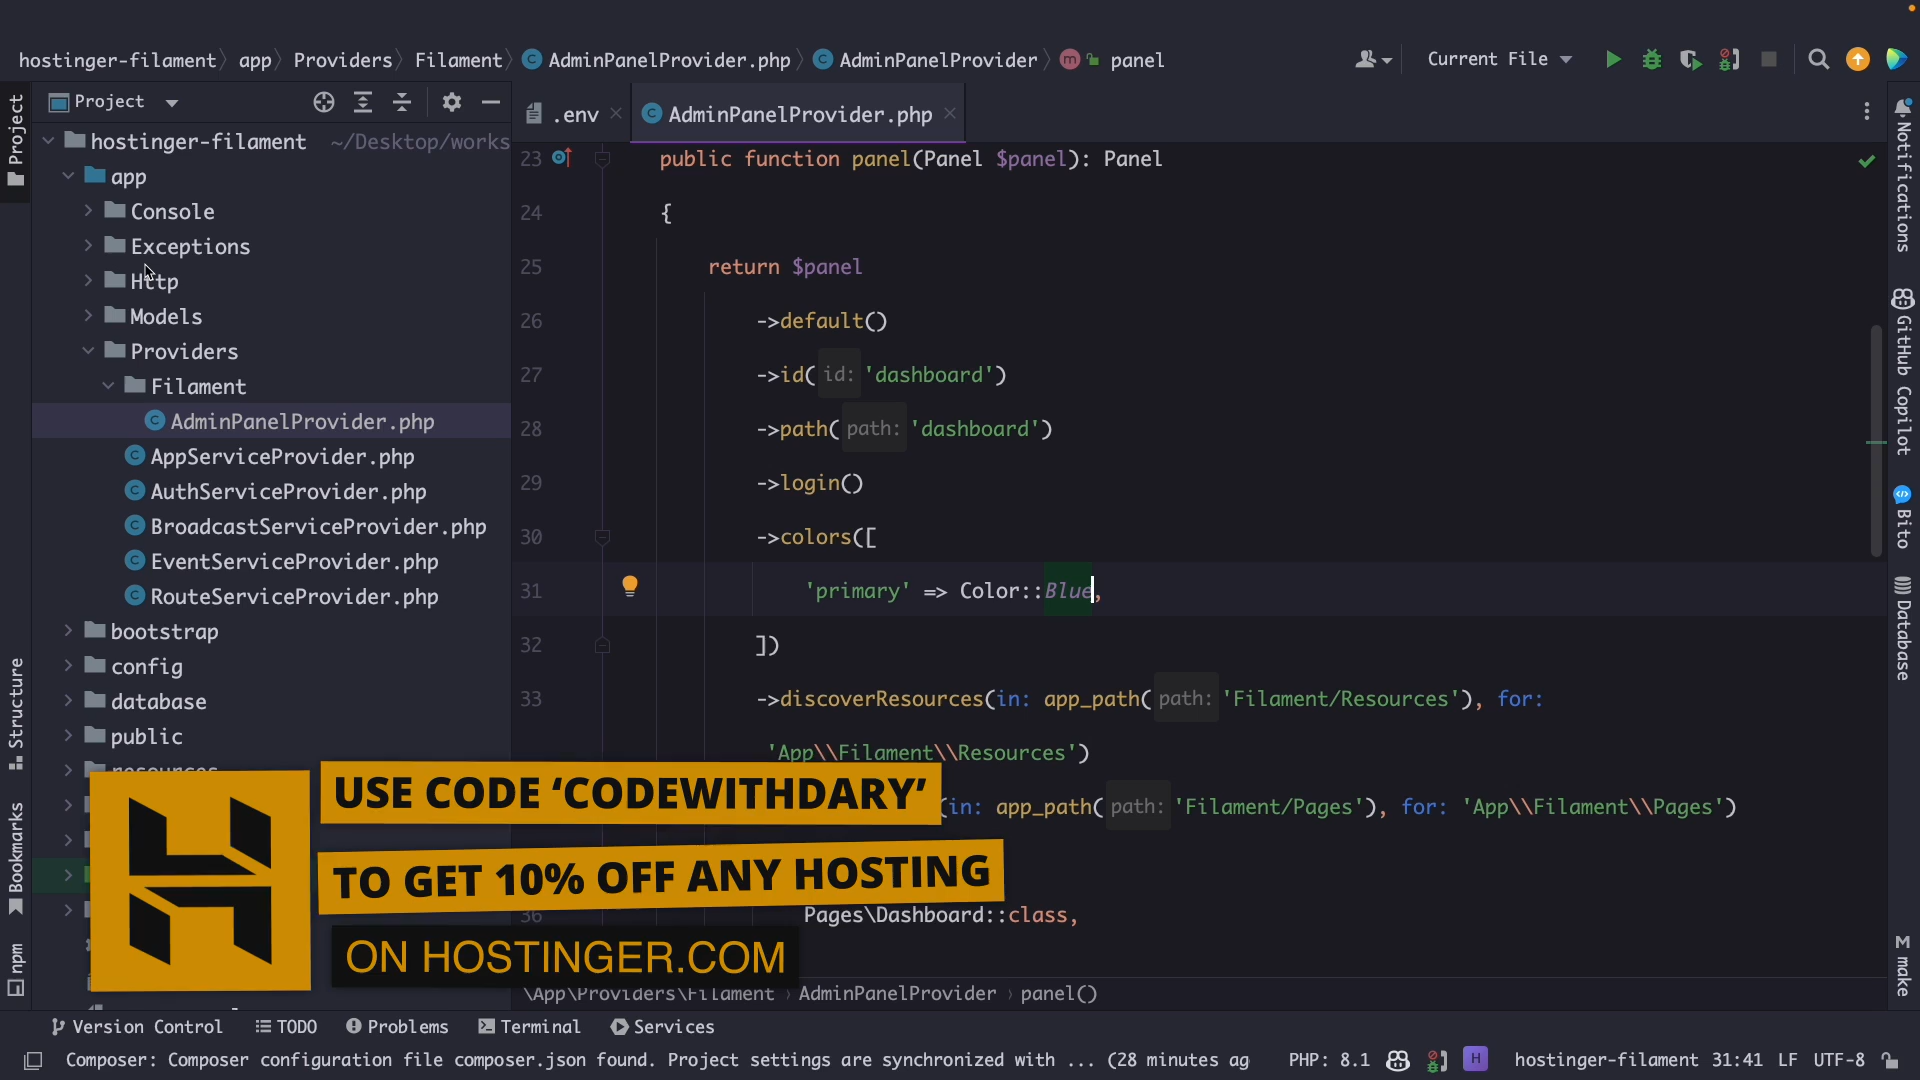 hostinger-filament
app
Providers
Filament
AdminPanelProvider.php
AdminPanelProvider
m
panel
Current File
Project
.env
AdminPanelProvider.php
Project
hostinger-filament ~/Desktop/works
app
Console
Exceptions
Http
Models
Providers
Filament
AdminPanelProvider.php
AppServiceProvider.php
AuthServiceProvider.php
BroadcastServiceProvider.php
EventServiceProvider.php
RouteServiceProvider.php
bootstrap
config
database
public
resources
23 public function panel(Panel $panel): Panel
24 {
25 return $panel
26 ->default()
27 ->id( id: 'dashboard')
28 ->path( path: 'dashboard')
29 ->login()
30 ->colors([
31 'primary' => Color::Blue,
32 ])
33 ->discoverResources(in: app_path( path: 'Filament/Resources'), for:
'App\\Filament\\Resources')
(in: app_path( path: 'Filament/Pages'), for: 'App\\Filament\\Pages')
36 Pages\Dashboard::class,
USE CODE ‘CODEWITHDARY’
TO GET 10% OFF ANY HOSTING
ON HOSTINGER.COM
\App\Providers\Filament › AdminPanelProvider › panel()
Structure
Bookmarks
npm
Notifications
GitHub Copilot
Bito
Database
M make
Version Control
TODO
Problems
Terminal
Services
Composer: Composer configuration file composer.json found. Project settings are synchronized with ... (28 minutes ag
PHP: 8.1
H
hostinger-filament
31:41
LF
UTF-8